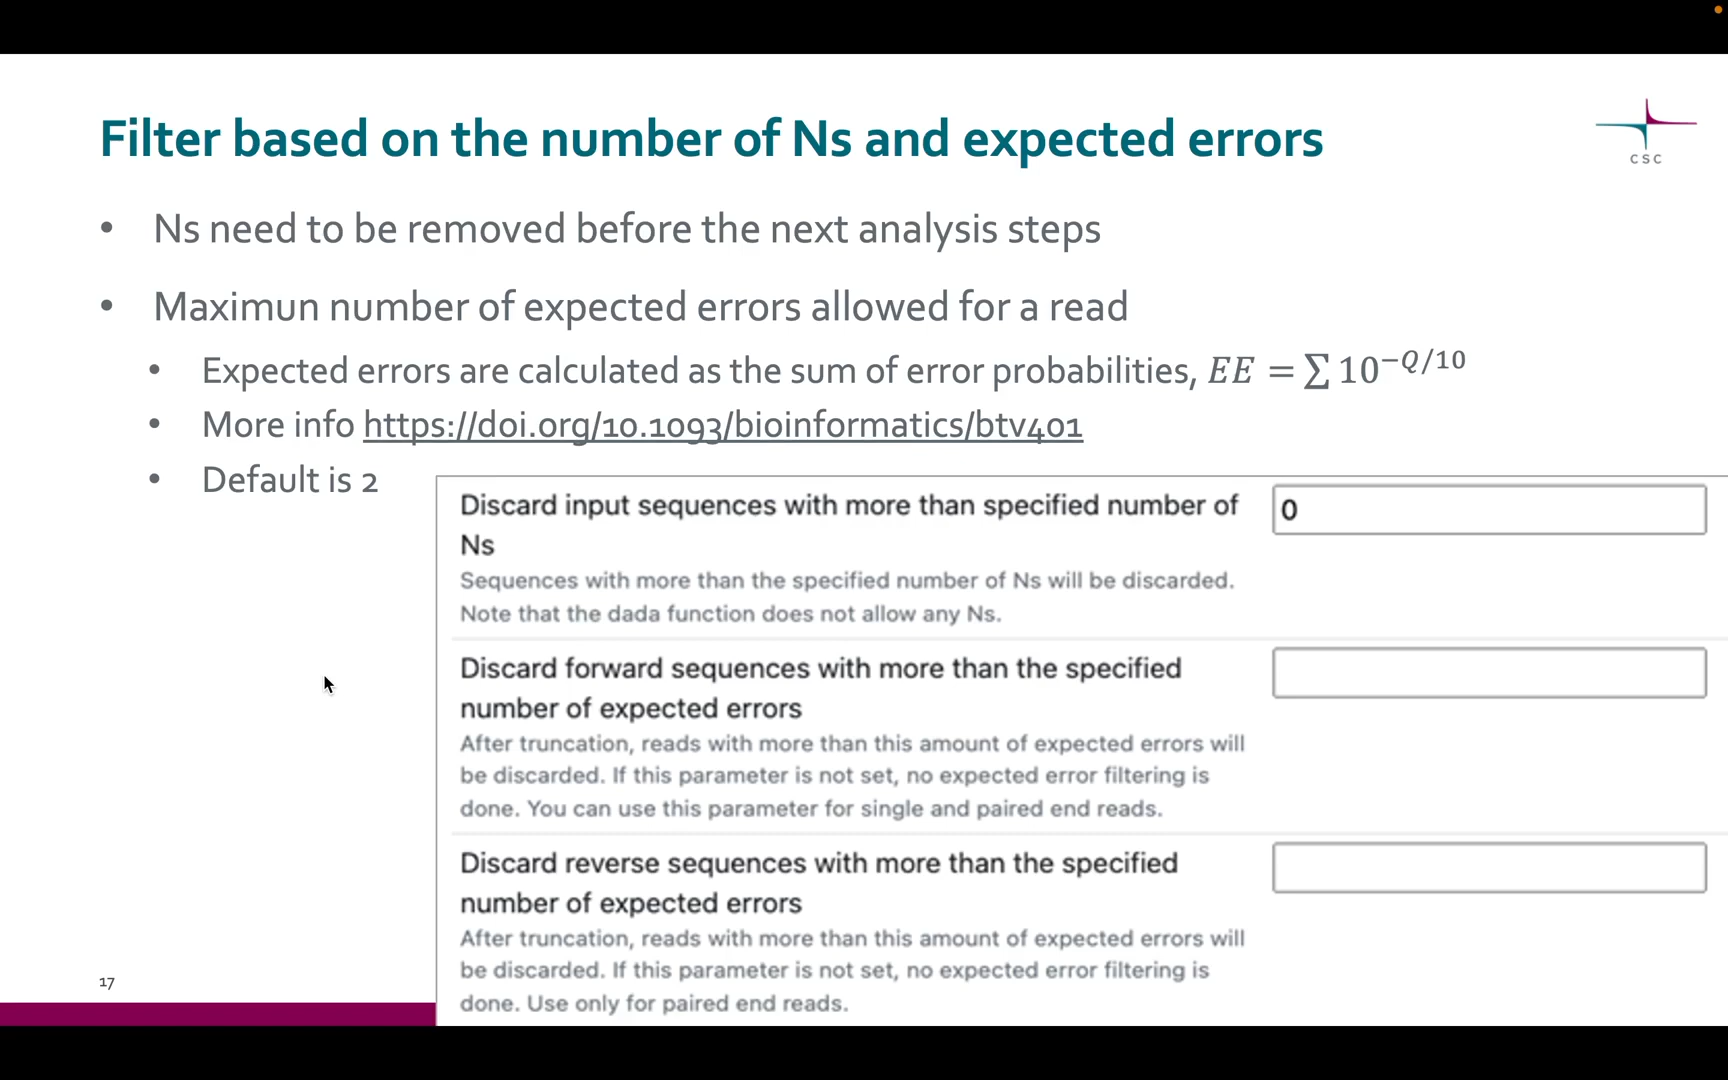 Filter based on the number of Ns and expected errors
CSC
• Ns need to be removed before the next analysis steps
• Maximun number of expected errors allowed for a read
• Expected errors are calculated as the sum of error probabilities, EE = ∑ 10^{−Q/10}
• More info https://doi.org/10.1093/bioinformatics/btv401
• Default is 2
Discard input sequences with more than specified number of
Ns
0
Sequences with more than the specified number of Ns will be discarded.
Note that the dada function does not allow any Ns.
Discard forward sequences with more than the specified
number of expected errors
After truncation, reads with more than this amount of expected errors will
be discarded. If this parameter is not set, no expected error filtering is
done. You can use this parameter for single and paired end reads.
Discard reverse sequences with more than the specified
number of expected errors
After truncation, reads with more than this amount of expected errors will
be discarded. If this parameter is not set, no expected error filtering is
done. Use only for paired end reads.
17